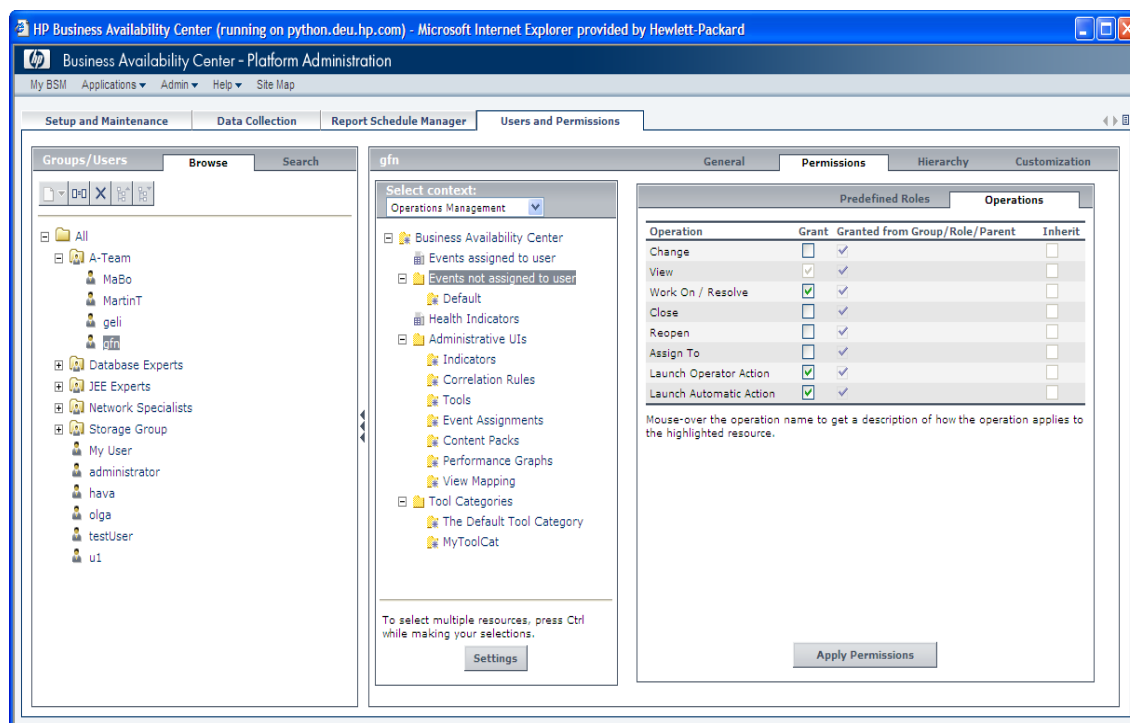 HP Business Availability Center (running on python.deu.hp.com) - Microsoft Internet Explorer provided by Hewlett-Packard
hp Business Availability Center - Platform Administration
My BSM Applications Admin Help Site Map
Setup and Maintenance Data Collection Report Schedule Manager Users and Permissions
Groups/Users Browse Search
All
A-Team
MaBo
MartinT
geli
gfn
Database Experts
JEE Experts
Network Specialists
Storage Group
My User
administrator
hava
olga
testUser
u1
gfn General Permissions Hierarchy Customization
Select context:
Operations Management
Business Availability Center
Events assigned to user
Events not assigned to user
Default
Health Indicators
Administrative UIs
Indicators
Correlation Rules
Tools
Event Assignments
Content Packs
Performance Graphs
View Mapping
Tool Categories
The Default Tool Category
MyToolCat
To select multiple resources, press Ctrl
while making your selections.
Settings
Predefined Roles Operations
Operation Grant Granted from Group/Role/Parent Inherit
Change
View
Work On / Resolve
Close
Reopen
Assign To
Launch Operator Action
Launch Automatic Action
Mouse-over the operation name to get a description of how the operation applies to
the highlighted resource.
Apply Permissions